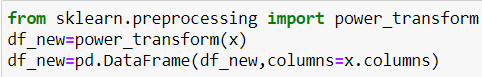 from sklearn.preprocessing import power_transform
df_new=power_transform(x)
df_new=pd.DataFrame(df_new,columns=x.columns)